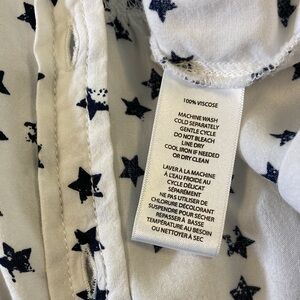 100% VISCOSE
MACHINE WASH
COLD SEPARATELY
GENTLE CYCLE
DO NOT BLEACH
LINE DRY
COOL IRON IF NEEDED
OR DRY CLEAN
LAVER À LA MACHINE
À L'EAU FROIDE AU
CYCLE DÉLICAT
SÉPARÉMENT
NE PAS UTILISER DE
CHLORURE DÉCOLORANT
SUSPENDRE POUR SÉCHER
REPASSER À BASSE
TEMPÉRATURE AU BESOIN
OU NETTOYER À SEC